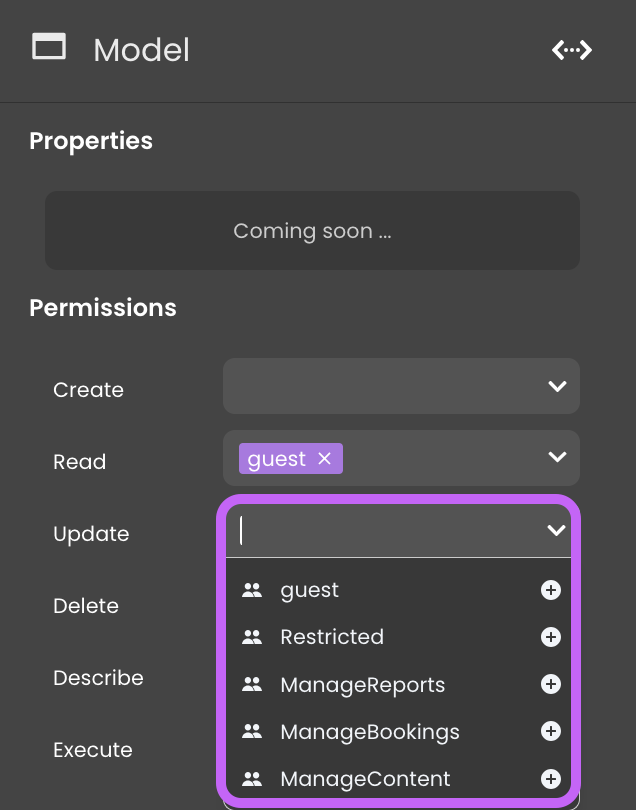 Model
Properties
Coming soon ...
Permissions
Create
Read guest
Update
guest
Delete
Restricted
Describe
ManageReports
ManageBookings
Execute
ManageContent